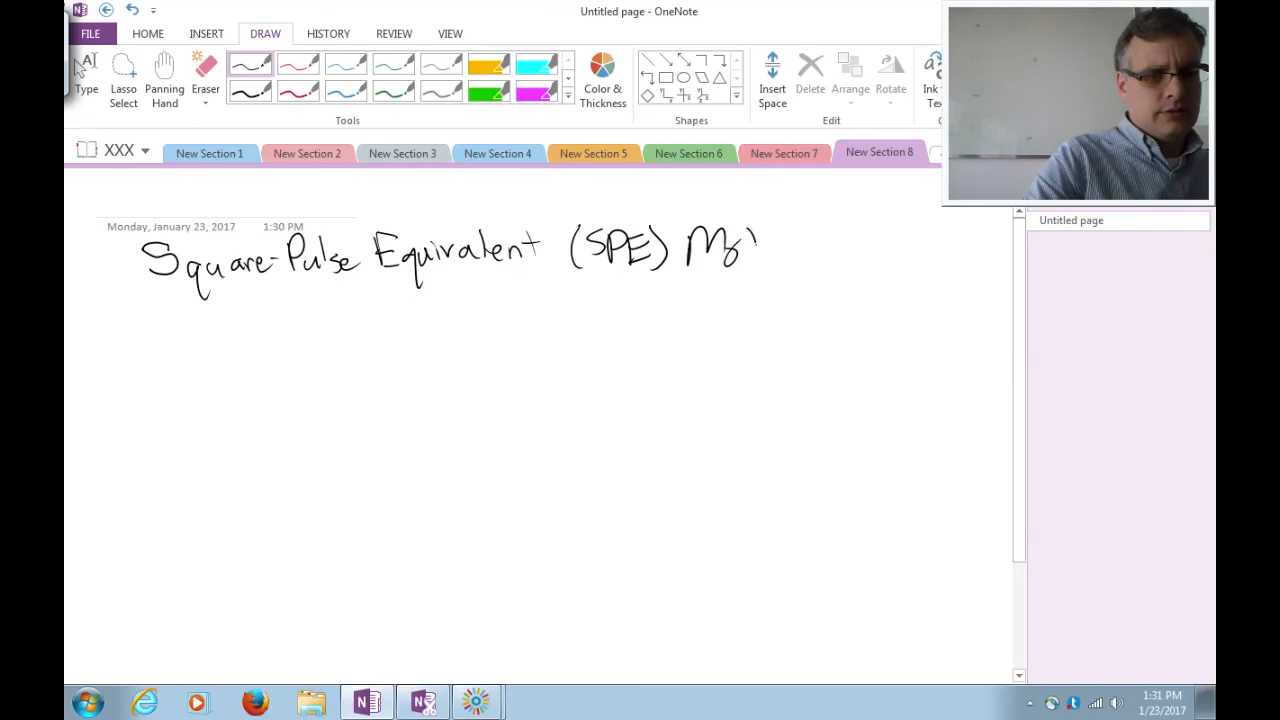 Untitled page - OneNote
FILE HOME INSERT DRAW HISTORY REVIEW VIEW
Type
Lasso Select
Panning Hand
Eraser
Color & Thickness
Insert Space
Delete
Arrange
Rotate
Ink to Tex
Tools
Shapes
Edit
XXX
New Section 1
New Section 2
New Section 3
New Section 4
New Section 5
New Section 6
New Section 7
New Section 8
Untitled page
Monday, January 23, 2017 1:30 PM
Square-Pulse Equivalent (SPE)
1:31 PM
1/23/2017